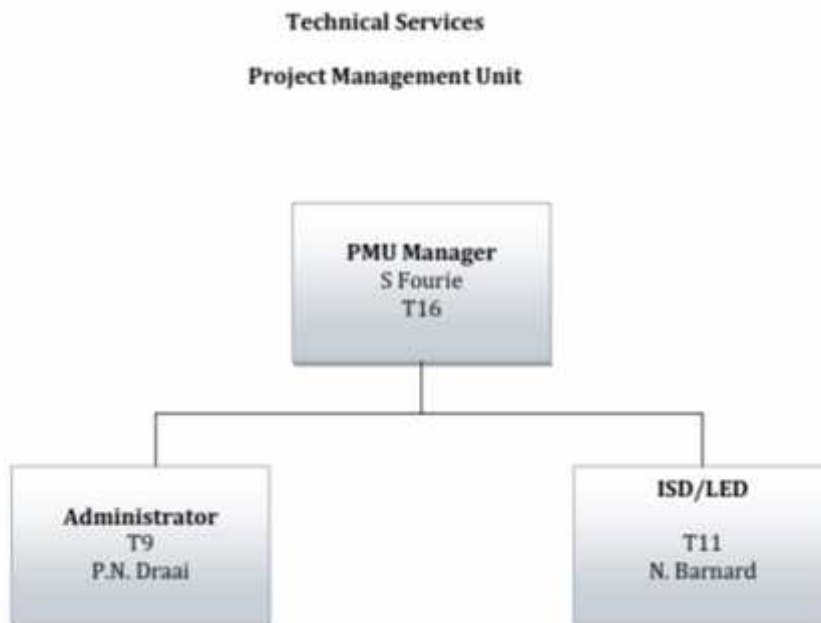 Technical Services
Project Management Unit
PMU Manager
S Fourie
T16
Administrator
T9
P.N. Draai
ISD/LED
T11
N. Barnard